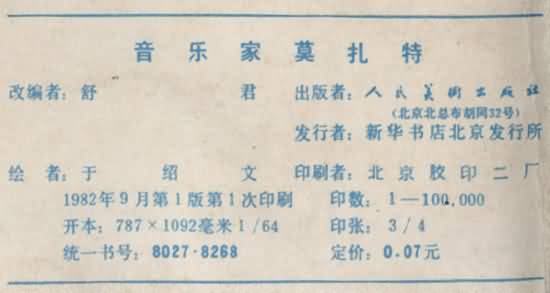 音乐家莫扎特
改编者：舒 君 出版者：人民美術出版社
（北京北总布胡同32号）
发行者：新华书店北京发行所
绘 者：于 绍 文 印刷者：北京胶印二厂
1982年9月第1版第1次印刷 印数：1—100,000
开本：787×1092毫米1/64 印张：3/4
统一书号：8027·8268 定价：0.07元